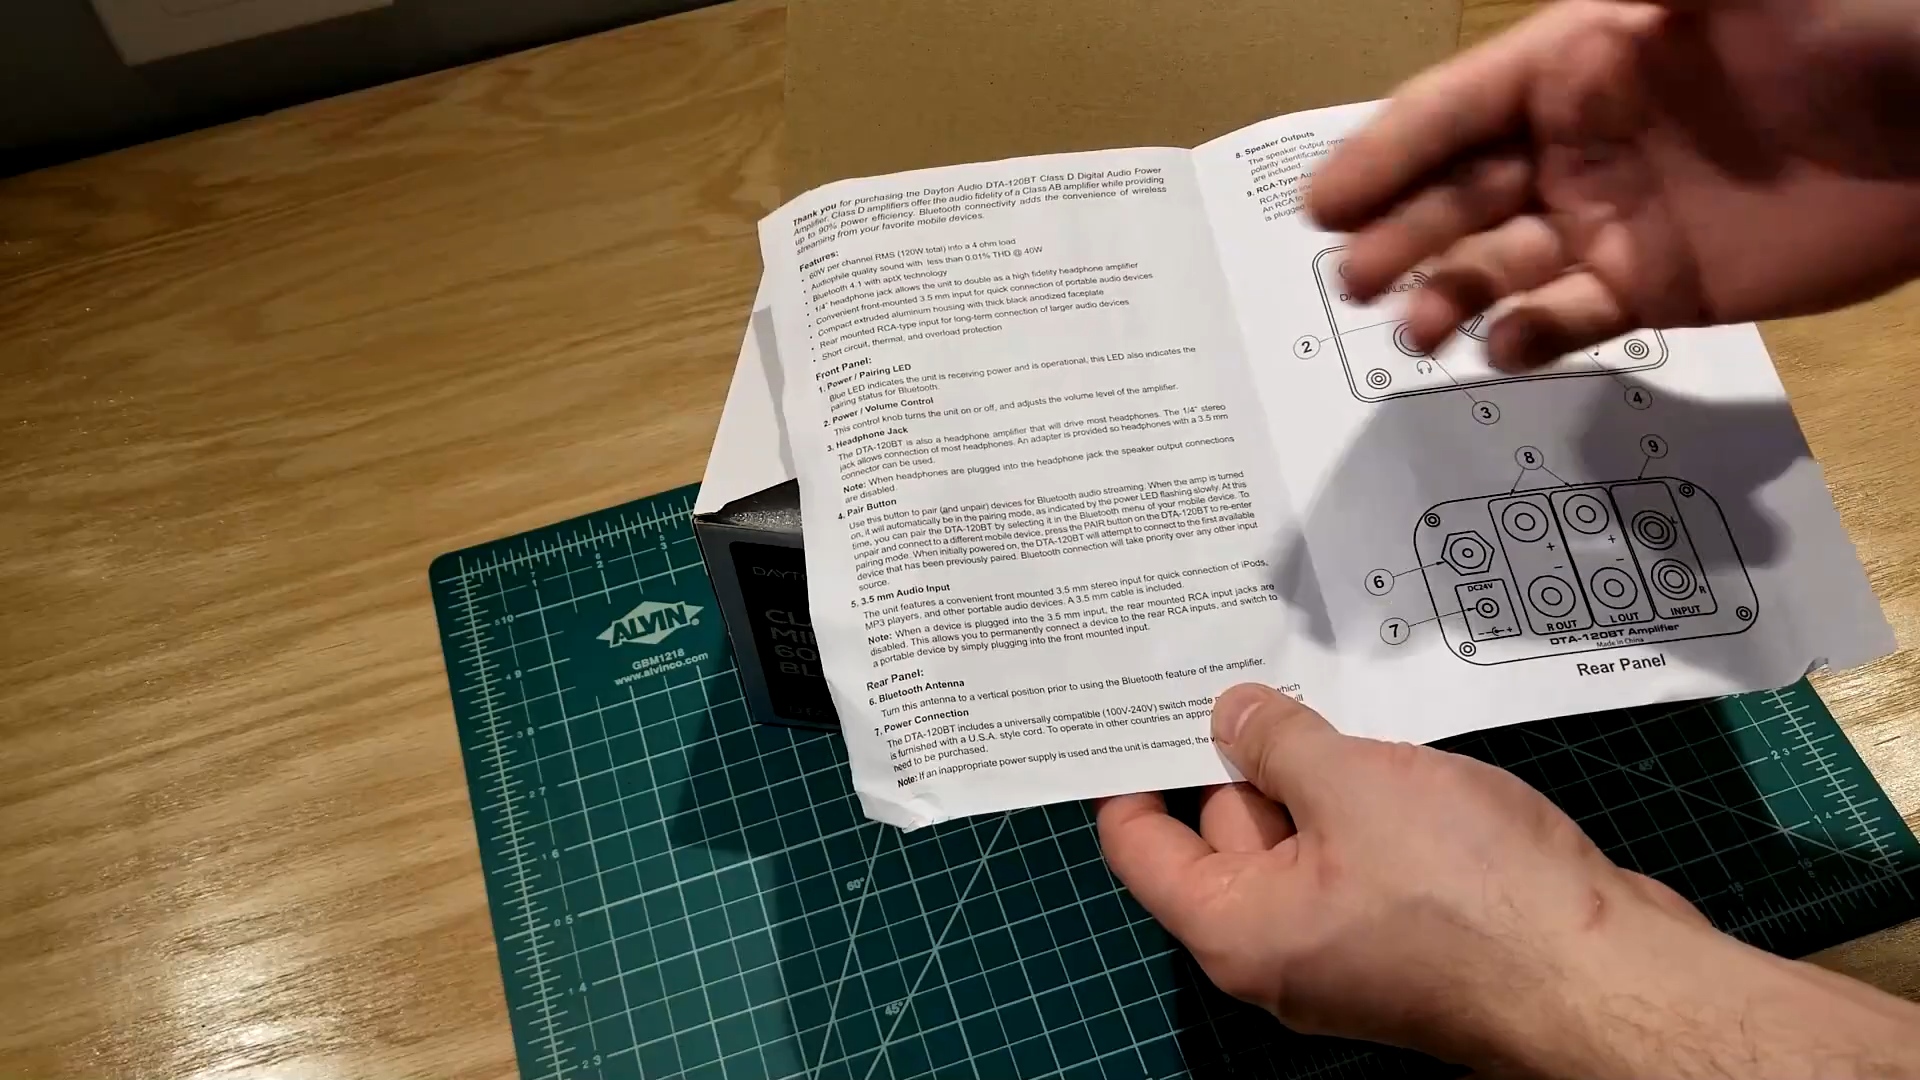 Thank you for purchasing the Dayton Audio DTA-120BT Class D Digital Audio Power
Amplifier. Class D amplifiers offer the audio fidelity of a Class AB amplifier while providing
up to 90% power efficiency. Bluetooth connectivity adds the convenience of wireless
streaming from your favorite mobile devices.
Features:
• 60W per channel RMS (120W total) into a 4 ohm load
• Audiophile quality sound with less than 0.01% THD @ 40W
• Bluetooth 4.1 with aptX technology
• 1/4" headphone jack allows the unit to double as a high fidelity headphone amplifier
• Convenient front-mounted 3.5 mm input for quick connection of portable audio devices
• Compact extruded aluminum housing with thick black anodized faceplate
• Rear mounted RCA-type input for long-term connection of larger audio devices
• Short circuit, thermal, and overload protection
Front Panel:
1. Power / Pairing LED
Blue LED indicates the unit is receiving power and is operational, this LED also indicates the
pairing status for Bluetooth.
2. Power / Volume Control
This control knob turns the unit on or off, and adjusts the volume level of the amplifier.
3. Headphone Jack
The DTA-120BT is also a headphone amplifier that will drive most headphones. The 1/4" stereo
jack allows connection of most headphones. An adapter is provided so headphones with a 3.5 mm
connector can be used.
Note: When headphones are plugged into the headphone jack the speaker output connections
are disabled.
4. Pair Button
Use this button to pair (and unpair) devices for Bluetooth audio streaming. When the amp is turned
on, it will automatically be in the pairing mode, as indicated by the power LED flashing slowly. At this
time, you can pair the DTA-120BT by selecting it in the Bluetooth menu of your mobile device. To
unpair and connect to a different mobile device, press the PAIR button on the DTA-120BT to re-enter
pairing mode. When initially powered on, the DTA-120BT will attempt to connect to the first available
device that has been previously paired. Bluetooth connection will take priority over any other input
source.
5. 3.5 mm Audio Input
The unit features a convenient front mounted 3.5 mm stereo input for quick connection of iPods,
MP3 players, and other portable audio devices. A 3.5 mm cable is included.
Note: When a device is plugged into the 3.5 mm input, the rear mounted RCA input jacks are
disabled. This allows you to permanently connect a device to the rear RCA inputs, and switch to
a portable device by simply plugging into the front mounted input.
Rear Panel:
6. Bluetooth Antenna
Turn this antenna to a vertical position prior to using the Bluetooth feature of the amplifier.
7. Power Connection
The DTA-120BT includes a universally compatible (100V-240V) switch mode which
is furnished with a U.S.A. style cord. To operate in other countries an will
need to be purchased.
Note: If an inappropriate power supply is used and the unit is damaged, the
8. Speaker Outputs
The speaker output
polarity identification
are included.
9. RCA-Type
RCA-type
An RCA to
is plugged
2
3
4
8
9
6
7
DC24V
R OUT
L OUT
L
R
INPUT
DTA-120BT Amplifier
Made in China
Rear Panel
ALVIN
GBM1218
www.alvinco.com
60°
45°
45°